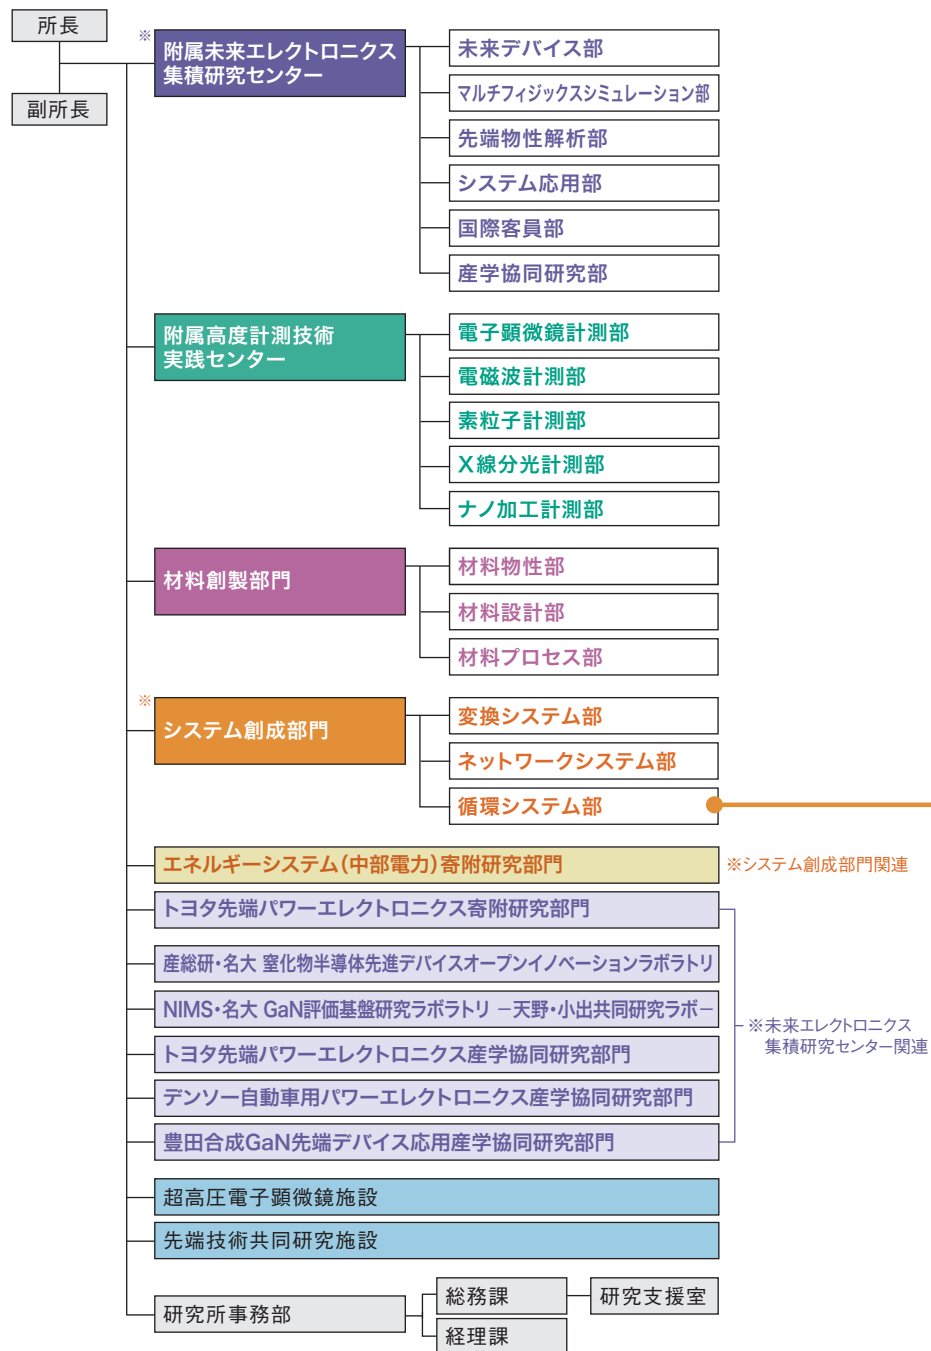 所長
副所長
※
附属未来エレクトロニクス
集積研究センター
未来デバイス部
マルチフィジックスシミュレーション部
先端物性解析部
システム応用部
国際客員部
産学協同研究部
附属高度計測技術
実践センター
電子顕微鏡計測部
電磁波計測部
素粒子計測部
X線分光計測部
ナノ加工計測部
材料創製部門
材料物性部
材料設計部
材料プロセス部
※
システム創成部門
変換システム部
ネットワークシステム部
循環システム部
エネルギーシステム(中部電力)寄附研究部門
※システム創成部門関連
トヨタ先端パワーエレクトロニクス寄附研究部門
産総研・名大 窒化物半導体先進デバイスオープンイノベーションラボラトリ
NIMS・名大 GaN評価基盤研究ラボラトリ −天野・小出共同研究ラボ−
トヨタ先端パワーエレクトロニクス産学協同研究部門
デンソー自動車用パワーエレクトロニクス産学協同研究部門
豊田合成GaN先端デバイス応用産学協同研究部門
※未来エレクトロニクス
集積研究センター関連
超高圧電子顕微鏡施設
先端技術共同研究施設
研究所事務部
総務課
研究支援室
経理課